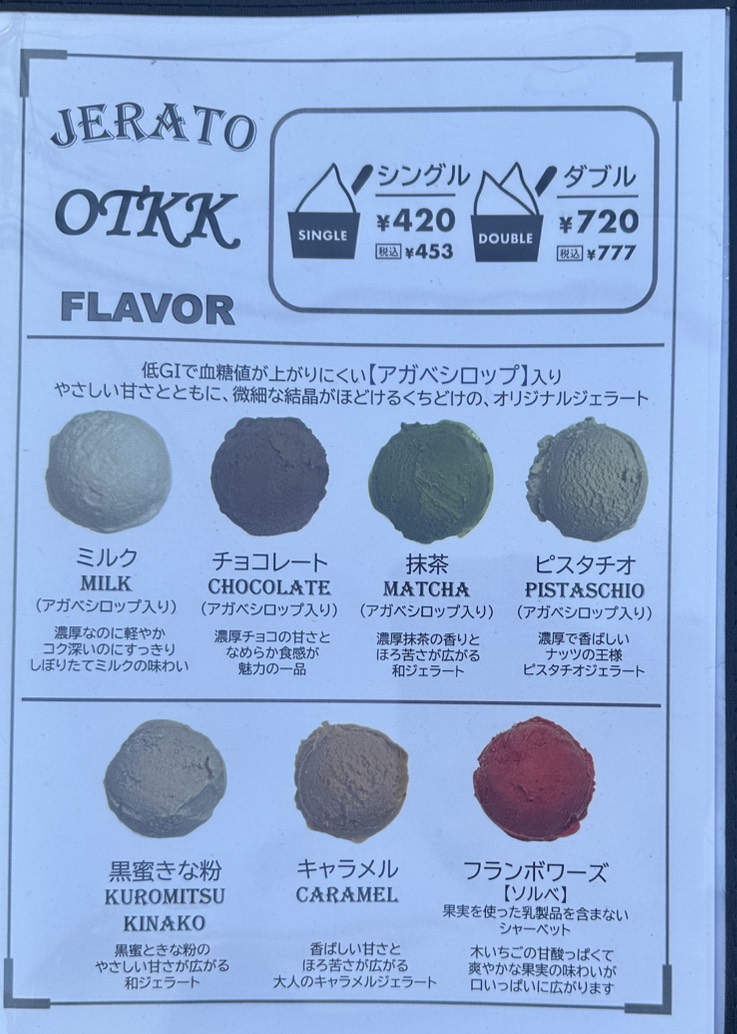 JERATO
OTKK
FLAVOR
シングル
SINGLE
¥420
税込 ¥453
ダブル
DOUBLE
¥720
税込 ¥777
低GIで血糖値が上がりにくい【アガベシロップ】入り
やさしい甘さとともに、微細な結晶がほどけるくちどけの、オリジナルジェラート
ミルク
MILK
(アガベシロップ入り)
濃厚なのに軽やか
コク深いのにすっきり
しぼりたてミルクの味わい
チョコレート
CHOCOLATE
(アガベシロップ入り)
濃厚チョコの甘さと
なめらか食感が
魅力の一品
抹茶
MATCHA
(アガベシロップ入り)
濃厚抹茶の香りと
ほろ苦さが広がる
和ジェラート
ピスタチオ
PISTASCHIO
(アガベシロップ入り)
濃厚で香ばしい
ナッツの王様
ピスタチオジェラート
黒蜜きな粉
KUROMITSU
KINAKO
黒蜜ときな粉の
やさしい甘さが広がる
和ジェラート
キャラメル
CARAMEL
香ばしい甘さと
ほろ苦さが広がる
大人のキャラメルジェラート
フランボワーズ
【ソルベ】
果実を使った乳製品を含まない
シャーベット
木いちごの甘酸っぱくて
爽やかな果実の味わいが
口いっぱいに広がります